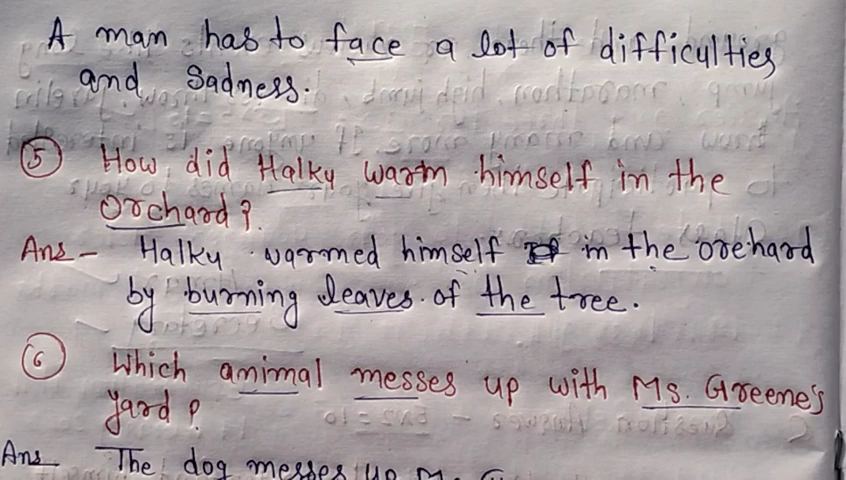 A man has to face a lot of difficulties
and Sadness.
⑤ How did Halky warm himself in the
Orchard?
Ans - Halky warmed himself in the orchard
by burning leaves of the tree.
⑥ Which animal messes up with Ms. Greene's
yard?
Ans The dog messes up